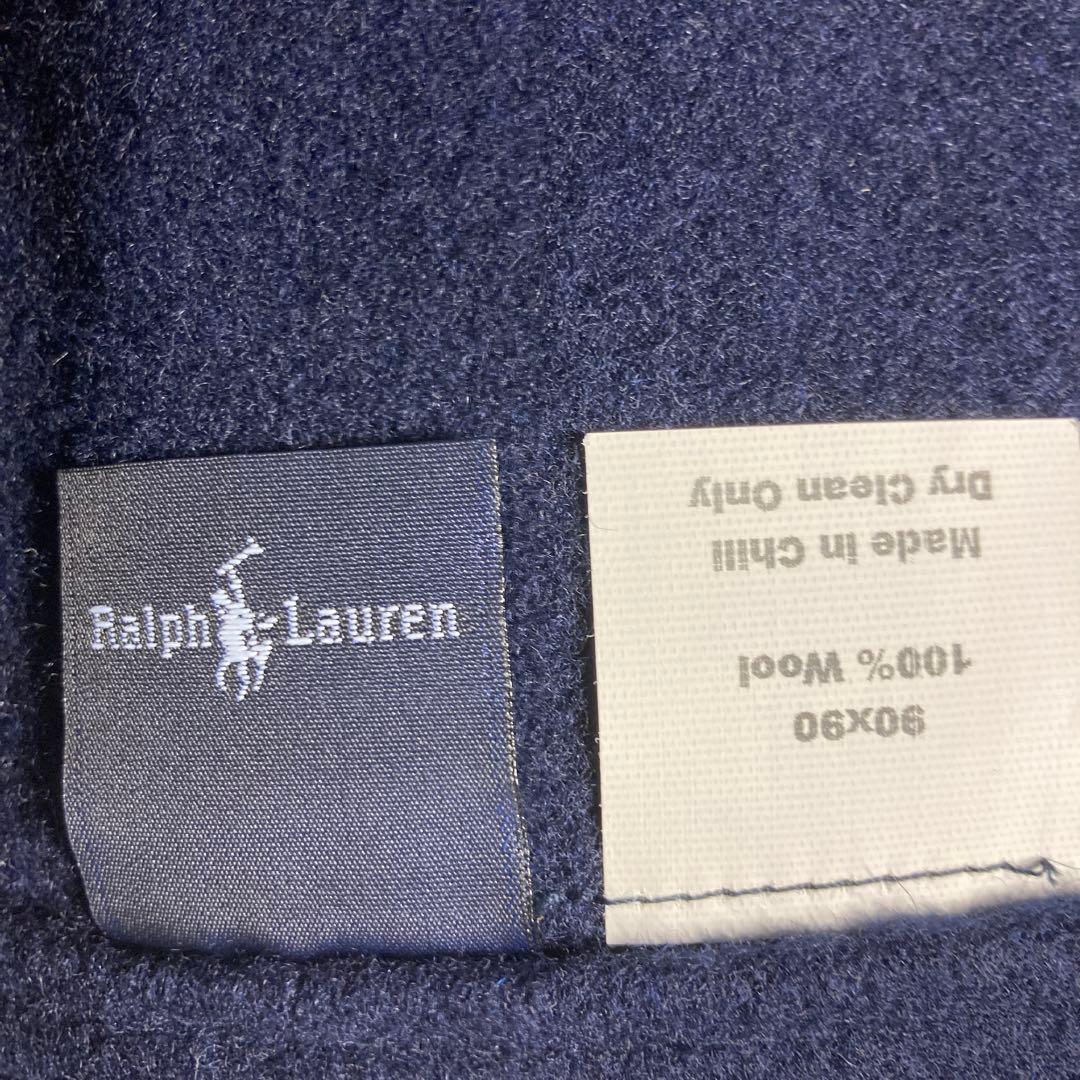 Ralph Lauren
90x90
100% Wool
Made in Chili
Dry Clean Only